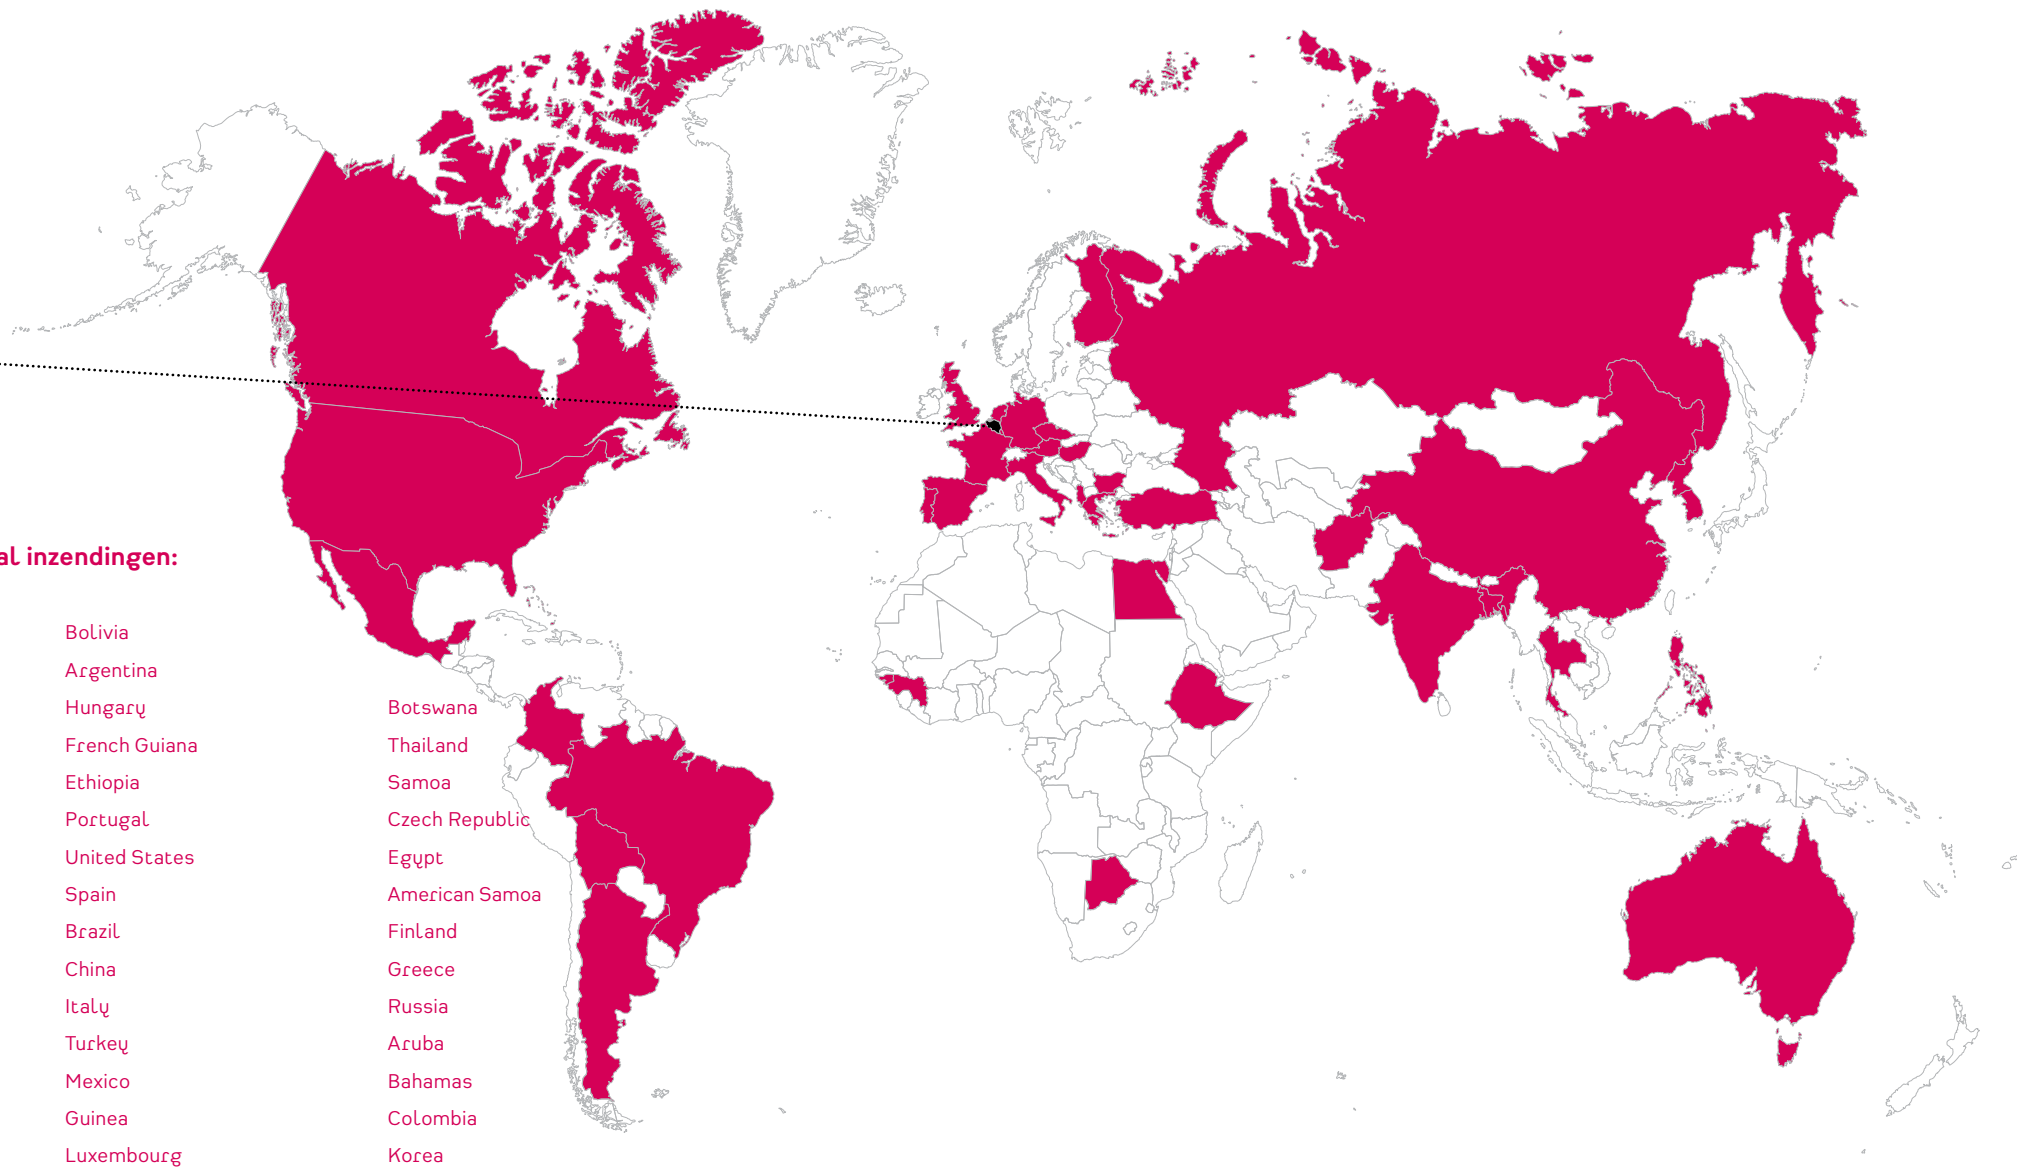 al inzendingen:
Bolivia
Argentina
Hungary
French Guiana
Ethiopia
Portugal
United States
Spain
Brazil
China
Italy
Turkey
Mexico
Guinea
Luxembourg
Botswana
Thailand
Samoa
Czech Republic
Egypt
American Samoa
Finland
Greece
Russia
Aruba
Bahamas
Colombia
Korea